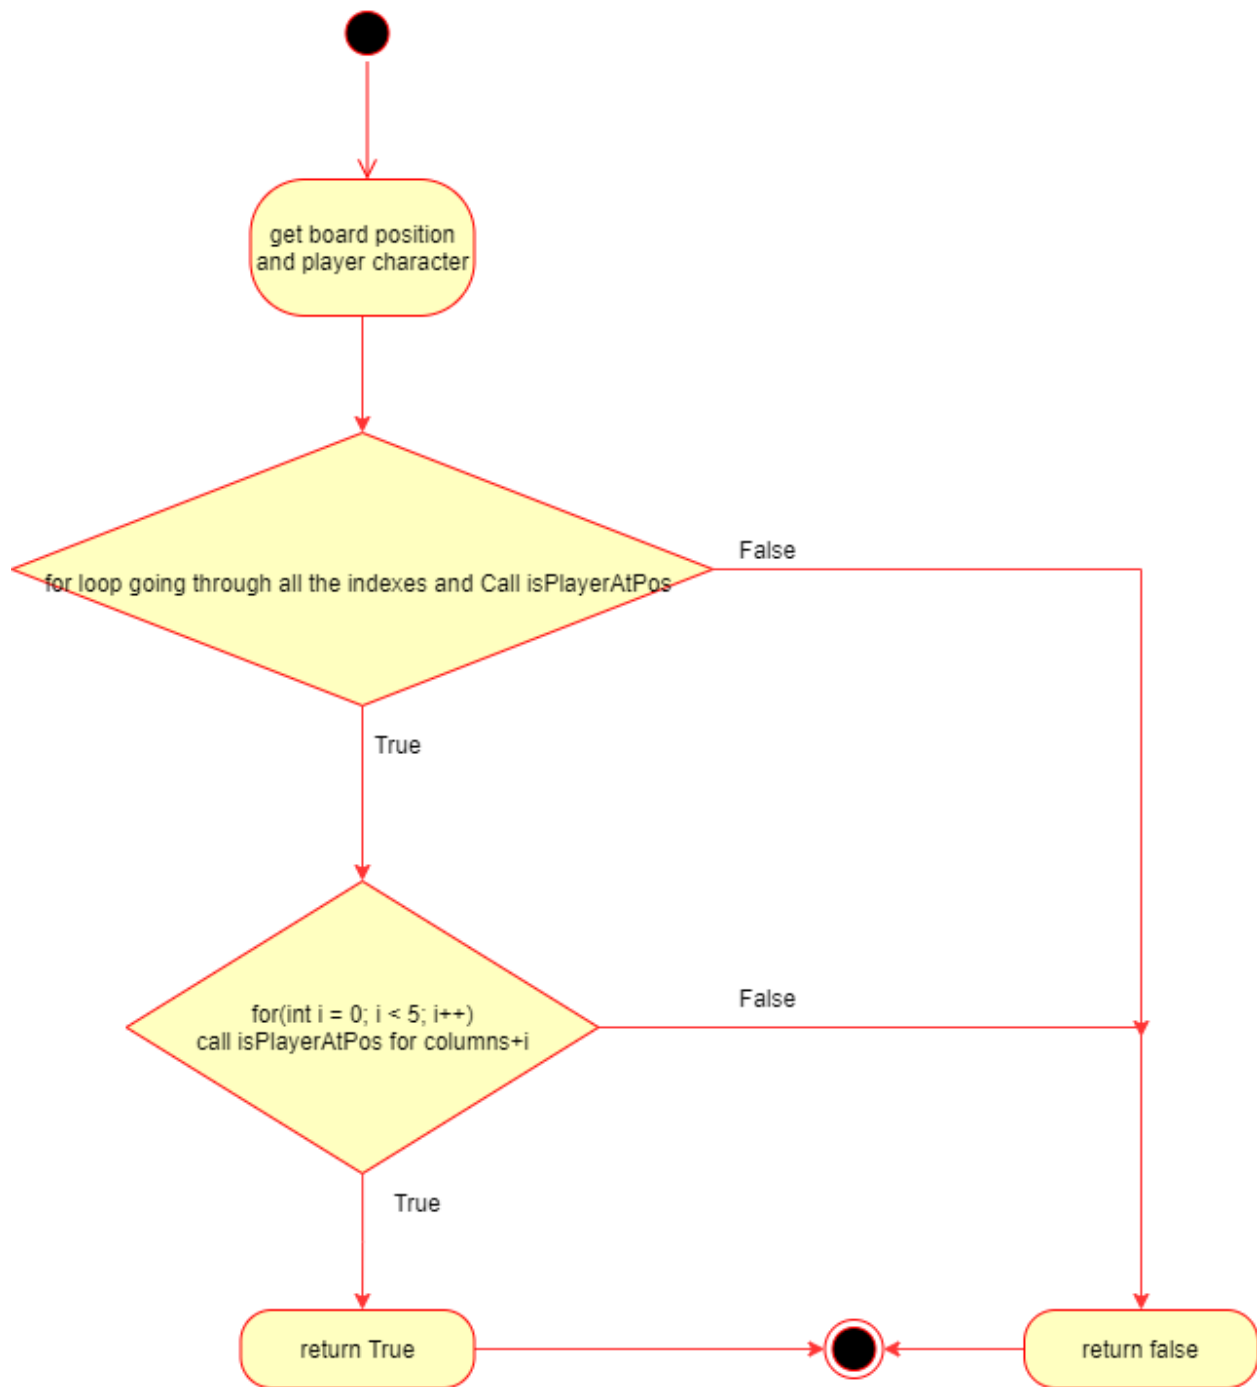 get board position
and player character
for loop going through all the indexes and Call isPlayerAtPos
False
True
for(int i = 0; i < 5; i++)
call isPlayerAtPos for columns+i
False
True
return True
return false